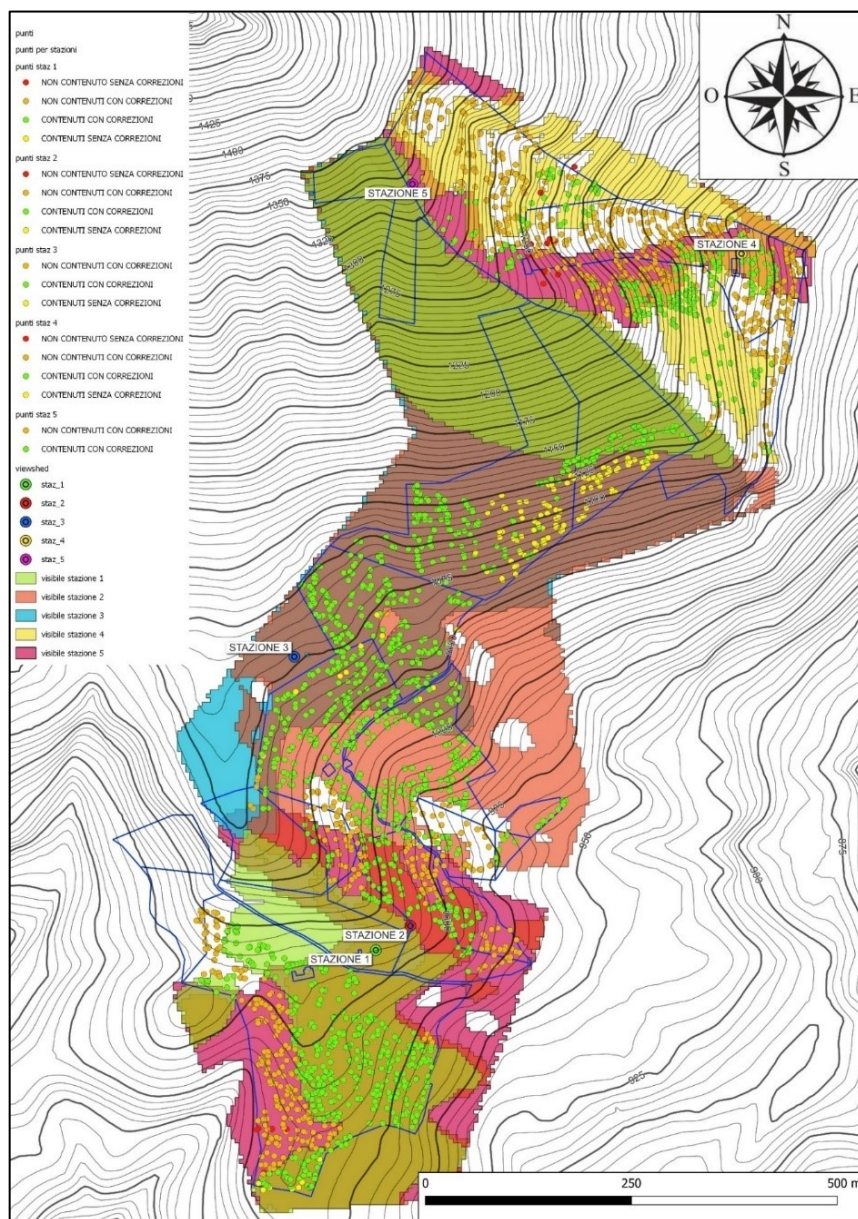 punti
punti per stazioni
punti staz 1
NON CONTENUTO SENZA CORREZIONI
NON CONTENUTI CON CORREZIONI
CONTENUTI CON CORREZIONI
CONTENUTI SENZA CORREZIONI
punti staz 2
NON CONTENUTO SENZA CORREZIONI
NON CONTENUTI CON CORREZIONI
CONTENUTI CON CORREZIONI
CONTENUTI SENZA CORREZIONI
punti staz 3
NON CONTENUTI CON CORREZIONI
CONTENUTI CON CORREZIONI
CONTENUTI SENZA CORREZIONI
punti staz 4
NON CONTENUTO SENZA CORREZIONI
NON CONTENUTI CON CORREZIONI
CONTENUTI CON CORREZIONI
CONTENUTI SENZA CORREZIONI
punti staz 5
NON CONTENUTI CON CORREZIONI
CONTENUTI CON CORREZIONI
viewshed
staz_1
staz_2
staz_3
staz_4
staz_5
visibile stazione 1
visibile stazione 2
visibile stazione 3
visibile stazione 4
visibile stazione 5
N
O
E
S
1425
1400
1375
1350
STAZIONE 5
STAZIONE 4
1275
1225
1200
1175
1150
STAZIONE 3
950
875
900
STAZIONE 2
STAZIONE 1
925
0
250
500 m